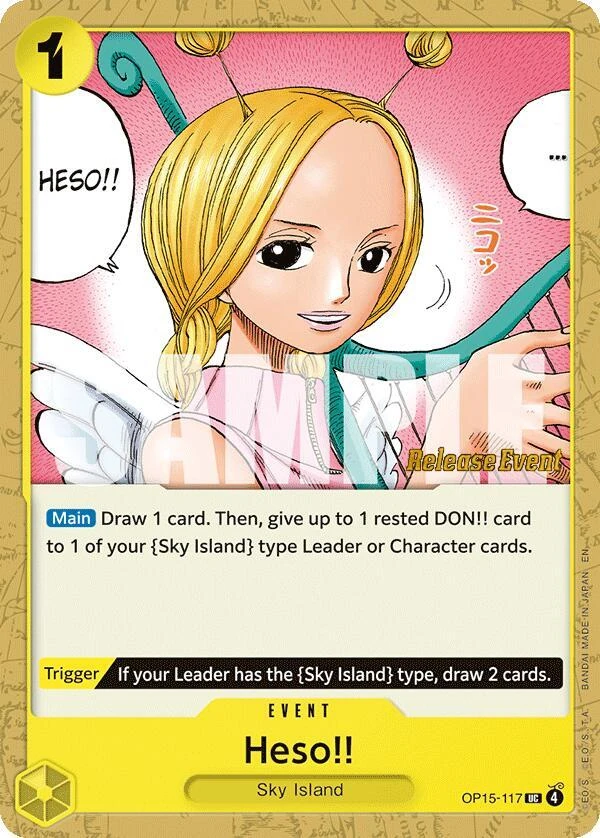 DLICHES EISMEER
1
HESO!!
...
ニコッ
SAMPLE
Release Event
Main Draw 1 card. Then, give up to 1 rested DON!! card
to 1 of your {Sky Island} type Leader or Character cards.
Trigger If your Leader has the {Sky Island} type, draw 2 cards.
EVENT
Heso!!
Sky Island
OP15-117 UC 4
©E.O./S. ©E.O./S.,T.A. BANDAI MADE IN JAPAN EN